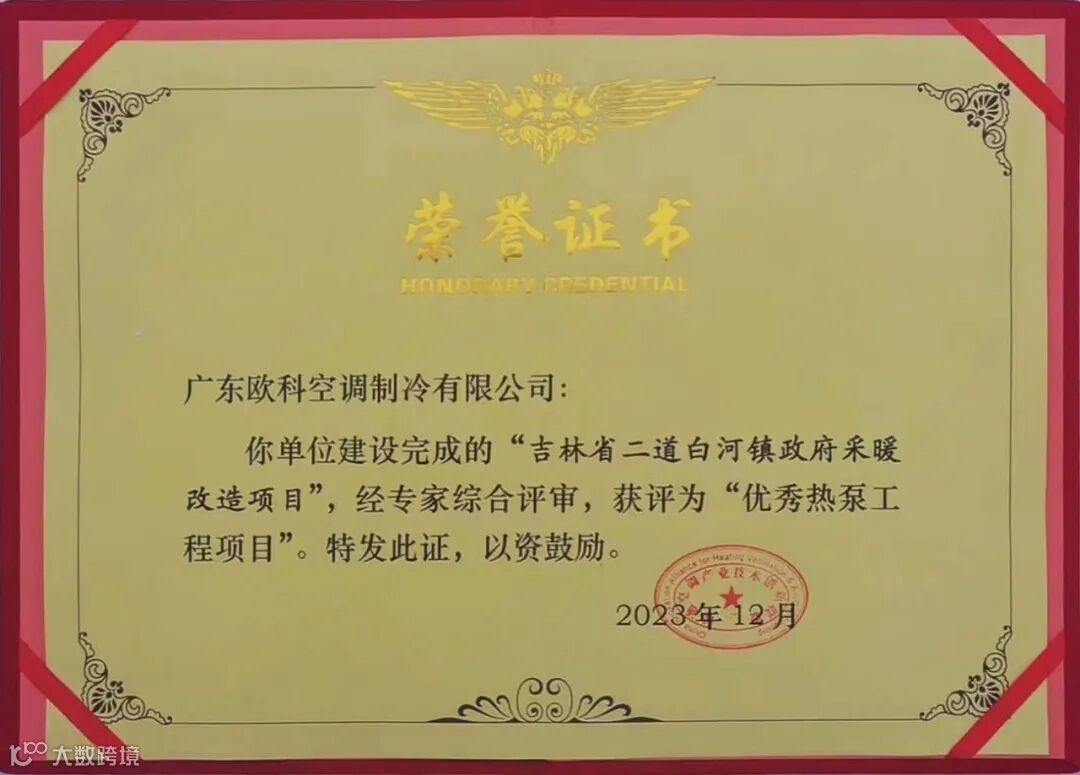 荣誉证书
HONORARY CREDENTIAL
广东欧科空调制冷有限公司：
你单位建设完成的“吉林省二道白河镇政府采暖
改造项目”，经专家综合评审，获评为“优秀热泵工
程项目”。特发此证，以资鼓励。
2023年12月
大数跨境